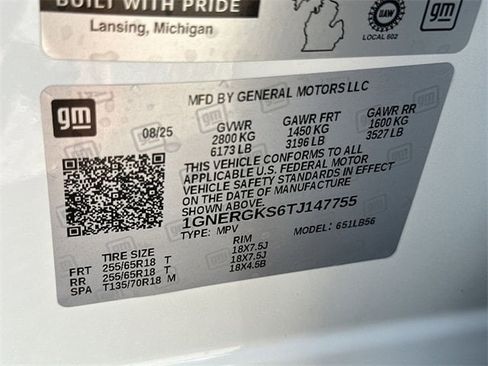 BUILT WITH PRIDE
Lansing, Michigan
UAW
LOCAL 602
gm
gm
MFD BY GENERAL MOTORS LLC
08/25
GVWR GAWR FRT GAWR RR
2800 KG 1450 KG 1600 KG
6173 LB 3196 LB 3527 LB
THIS VEHICLE CONFORMS TO ALL
APPLICABLE U.S. FEDERAL MOTOR
VEHICLE SAFETY STANDARDS IN EFFECT
ON THE DATE OF MANUFACTURE
SHOWN ABOVE.
1GNERGKS6TJ147755
TYPE: MPV MODEL: 651LB56
TIRE SIZE RIM
FRT 255/65R18 T 18X7.5J
RR 255/65R18 T 18X7.5J
SPA T135/70R18 M 18X4.5B